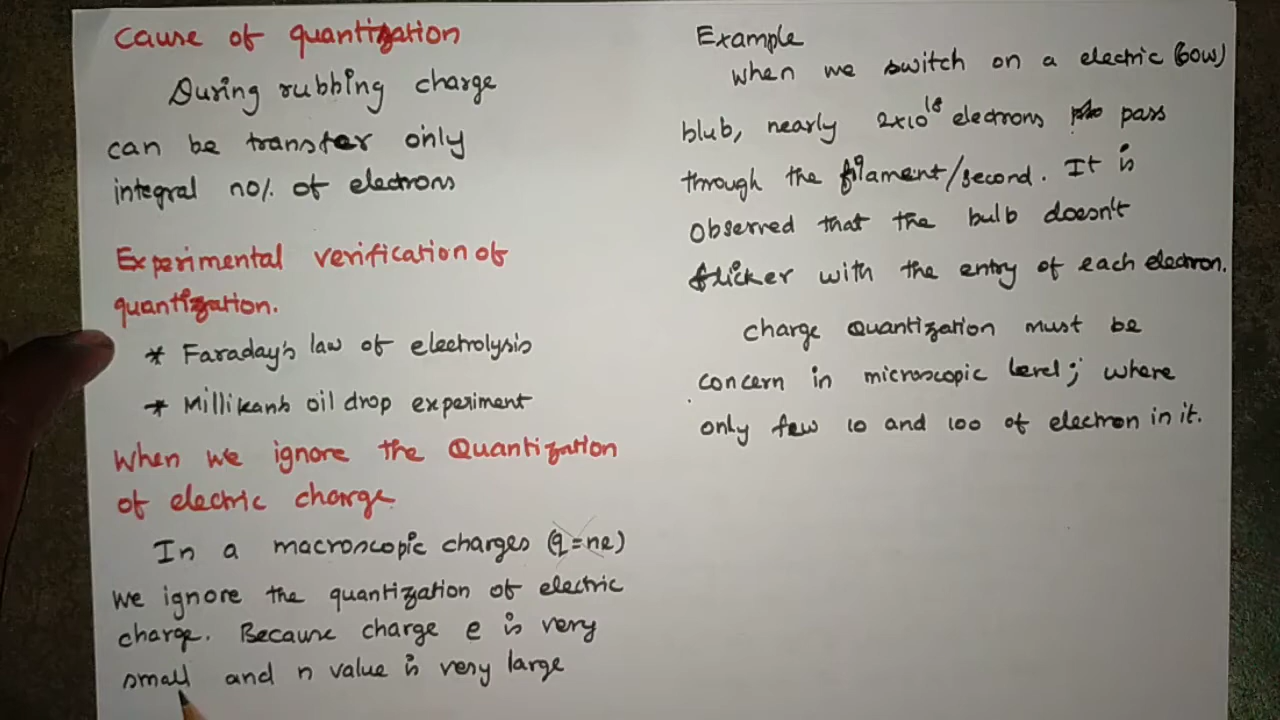 Cause of quantization
During rubbing charge
can be transfer only
integral no/. of electrons
Experimental verification of
quantization.
* Faraday's law of electrolysis
* Millikan's oil drop experiment
When we ignore the Quantization
of electric charge
In a macroscopic charges (q=ne)
we ignore the quantization of electric
charge. Because charge e is very
small and n value is very large
Example
When we switch on a electric (60W)
blub, nearly 2x10^18 electrons pass
through the filament/second. It is
observed that the bulb doesn't
flicker with the entry of each electron.
charge Quantization must be
concern in microscopic level; where
only few 10 and 100 of electron in it.